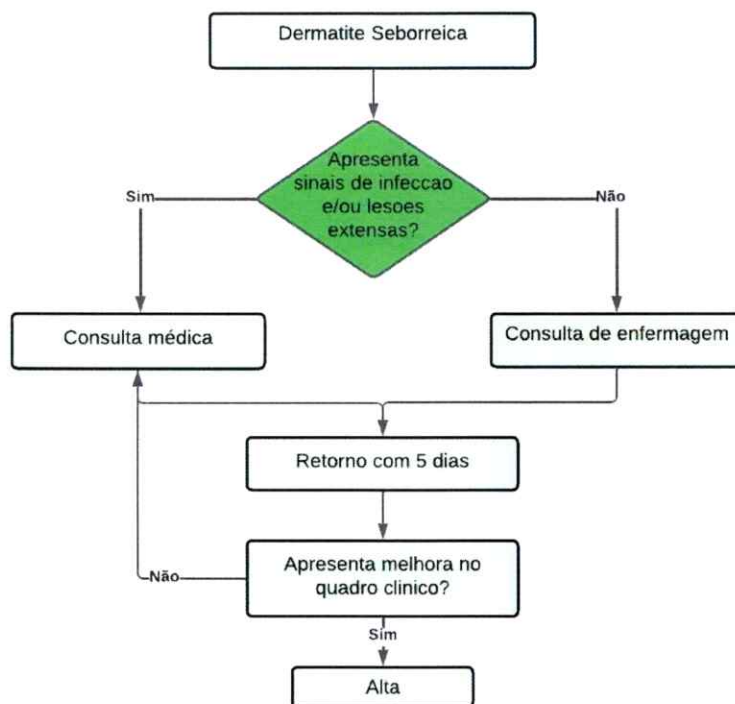 Dermatite Seborreica
Apresenta
sinais de infeccao
e/ou lesoes
extensas?
Sim
Não
Consulta médica
Consulta de enfermagem
Retorno com 5 dias
Apresenta melhora no
quadro clinico?
Não
Sim
Alta